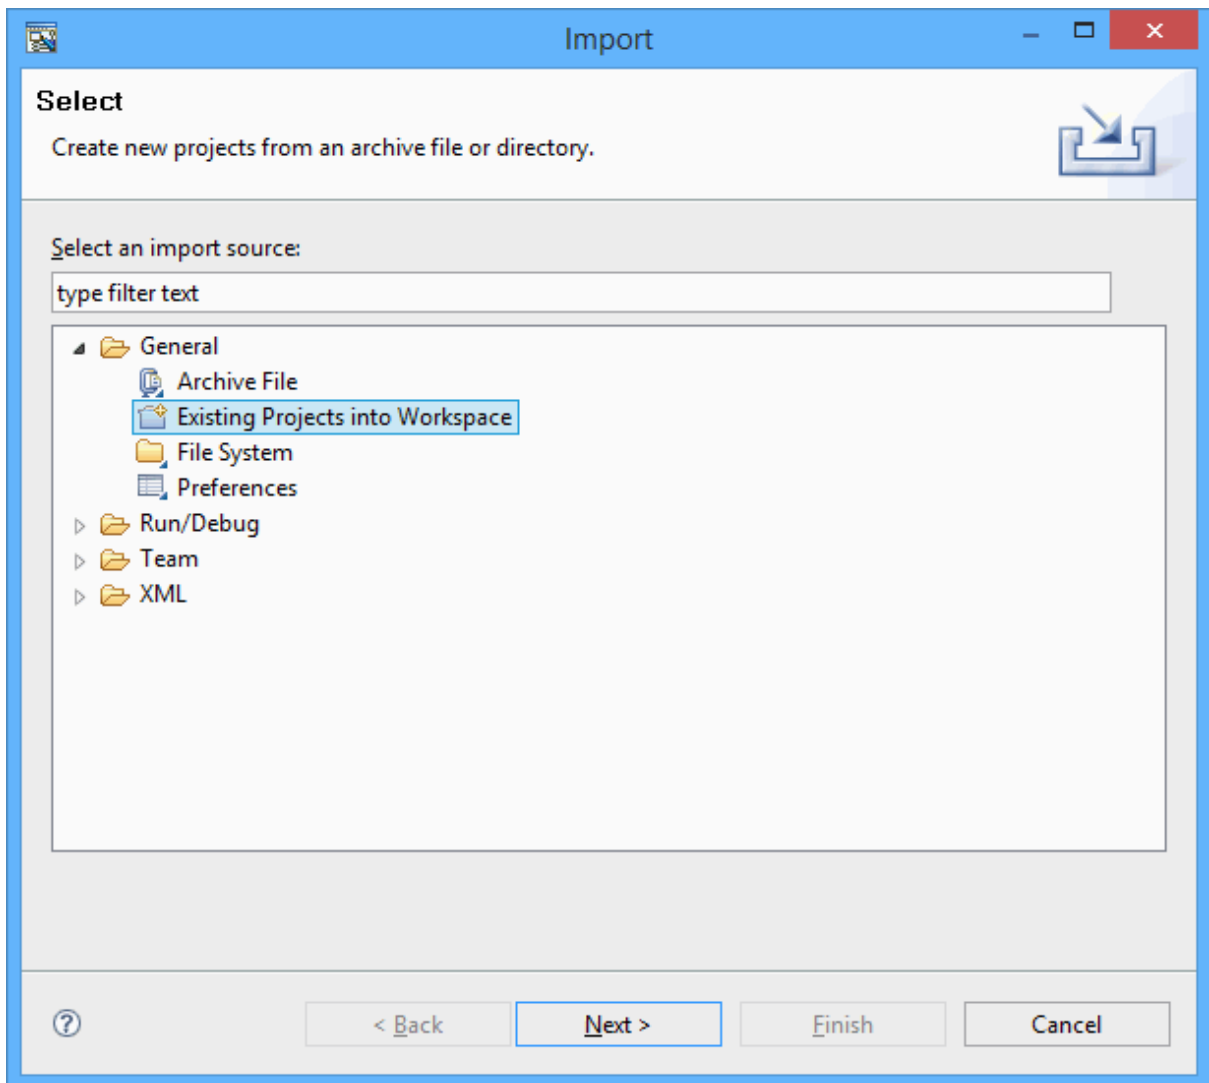 Import
Select
Create new projects from an archive file or directory.
Select an import source:
type filter text
General
Archive File
Existing Projects into Workspace
File System
Preferences
Run/Debug
Team
XML
< Back Next > Finish Cancel